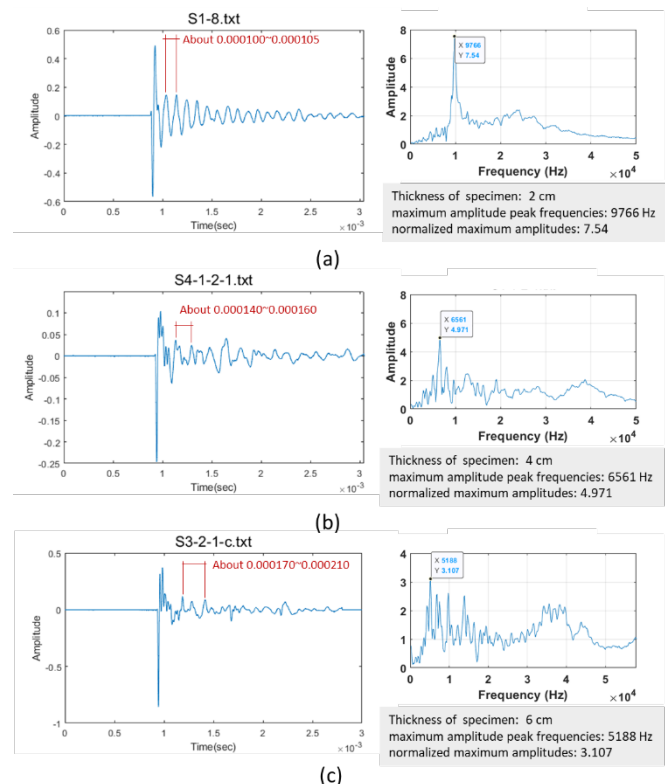 S1-8.txt
About 0.000100~0.000105
0.6
0.4
0.2
0
-0.2
-0.4
0.6
Amplitude
0 0.5 1 1.5 2 2.5 3
Time(sec)
×10⁻³
8
6
4
2
0
Amplitude
X 9766
Y 7.54
0 1 2 3 4 5
Frequency (Hz)
×10⁴
Thickness of specimen: 2 cm
maximum amplitude peak frequencies: 9766 Hz
normalized maximum amplitudes: 7.54
(a)
S4-1-2-1.txt
About 0.000140~0.000160
0.1
0.05
0
-0.05
-0.1
-0.15
-0.2
-0.25
Amplitude
0 0.5 1 1.5 2 2.5 3
Time(sec)
×10⁻³
8
6
4
2
0
Amplitude
X 6561
Y 4.971
0 1 2 3 4 5
Frequency (Hz)
×10⁴
Thickness of specimen: 4 cm
maximum amplitude peak frequencies: 6561 Hz
normalized maximum amplitudes: 4.971
(b)
S3-2-1-c.txt
About 0.000170~0.000210
0.5
0
-0.5
-1
Amplitude
0 0.5 1 1.5 2 2.5 3
Time(sec)
×10⁻³
4
3
2
1
0
Amplitude
X 5188
Y 3.107
0 1 2 3 4 5
Frequency (Hz)
×10⁴
Thickness of specimen: 6 cm
maximum amplitude peak frequencies: 5188 Hz
normalized maximum amplitudes: 3.107
(c)